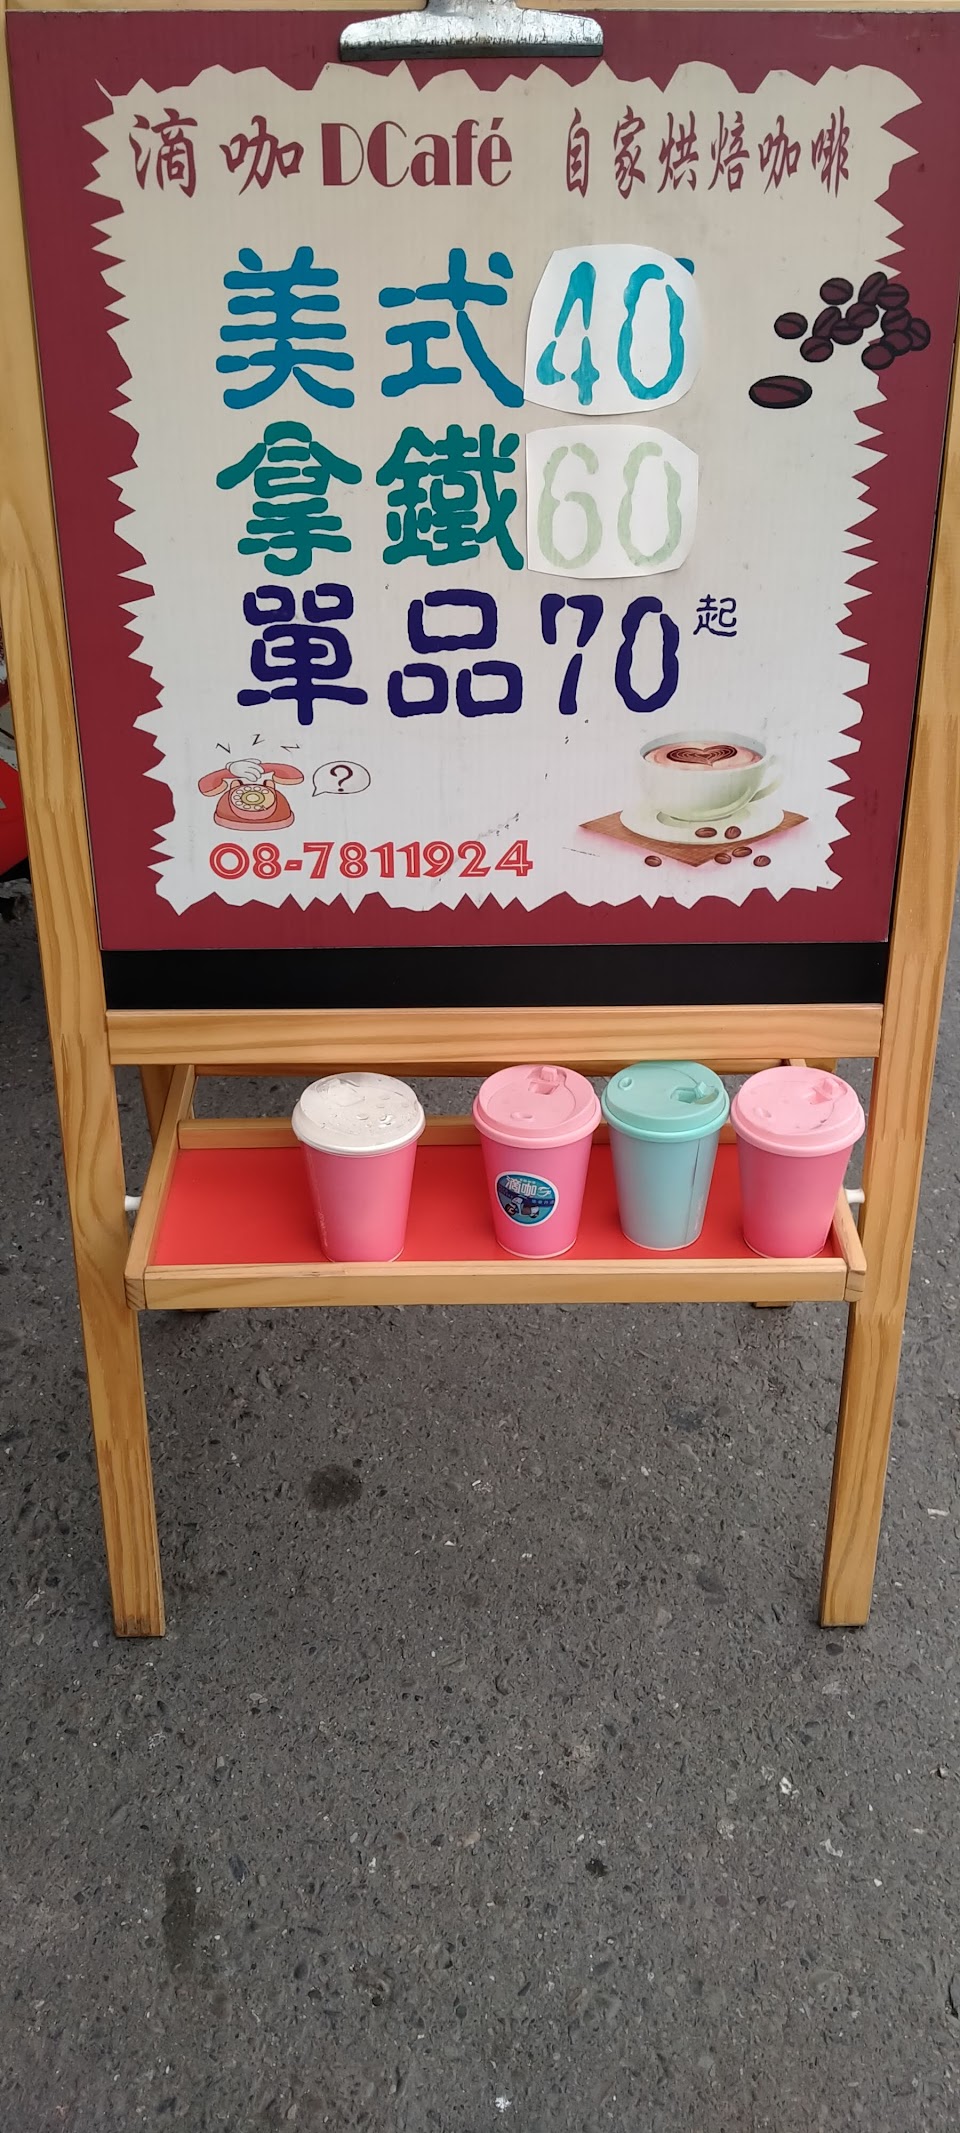 滴咖DCafé 自家烘焙咖啡
美式40
拿鐵60
單品70起
z z z
?
08-7811924
滴咖